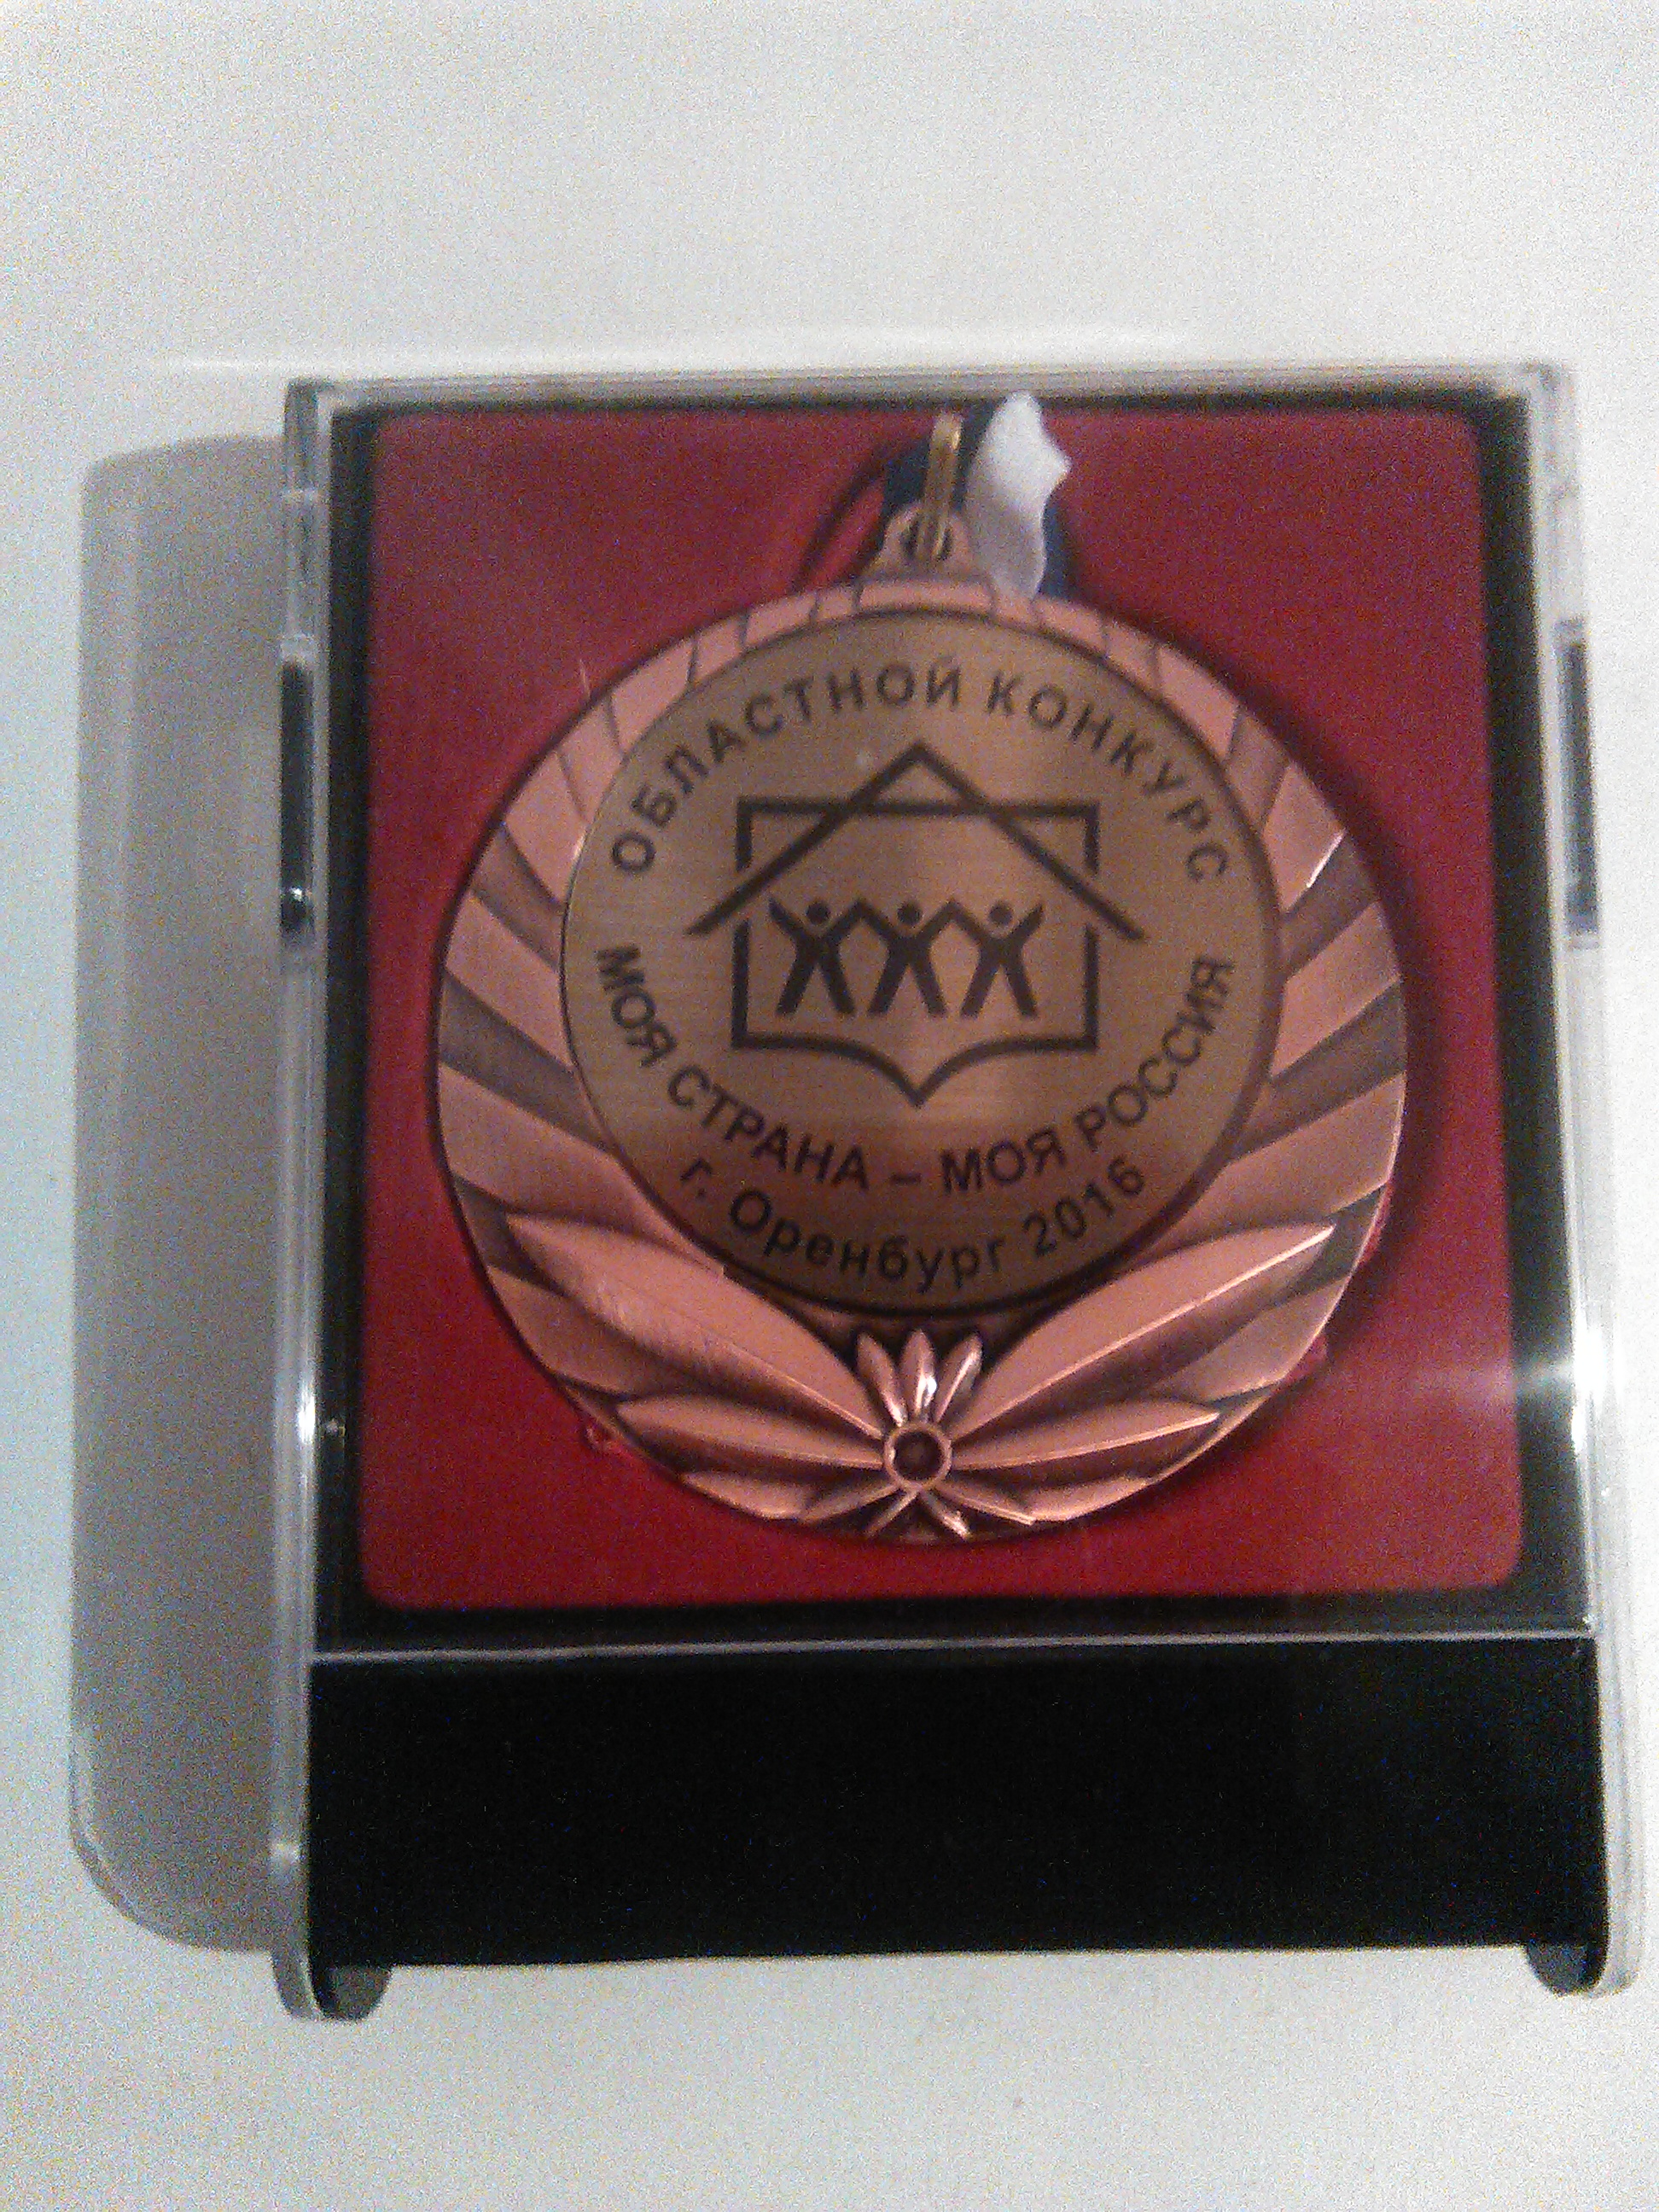 ОБЛАСТНОЙ КОНКУРС
МОЯ СТРАНА – МОЯ РОССИЯ
г. Оренбург 2016